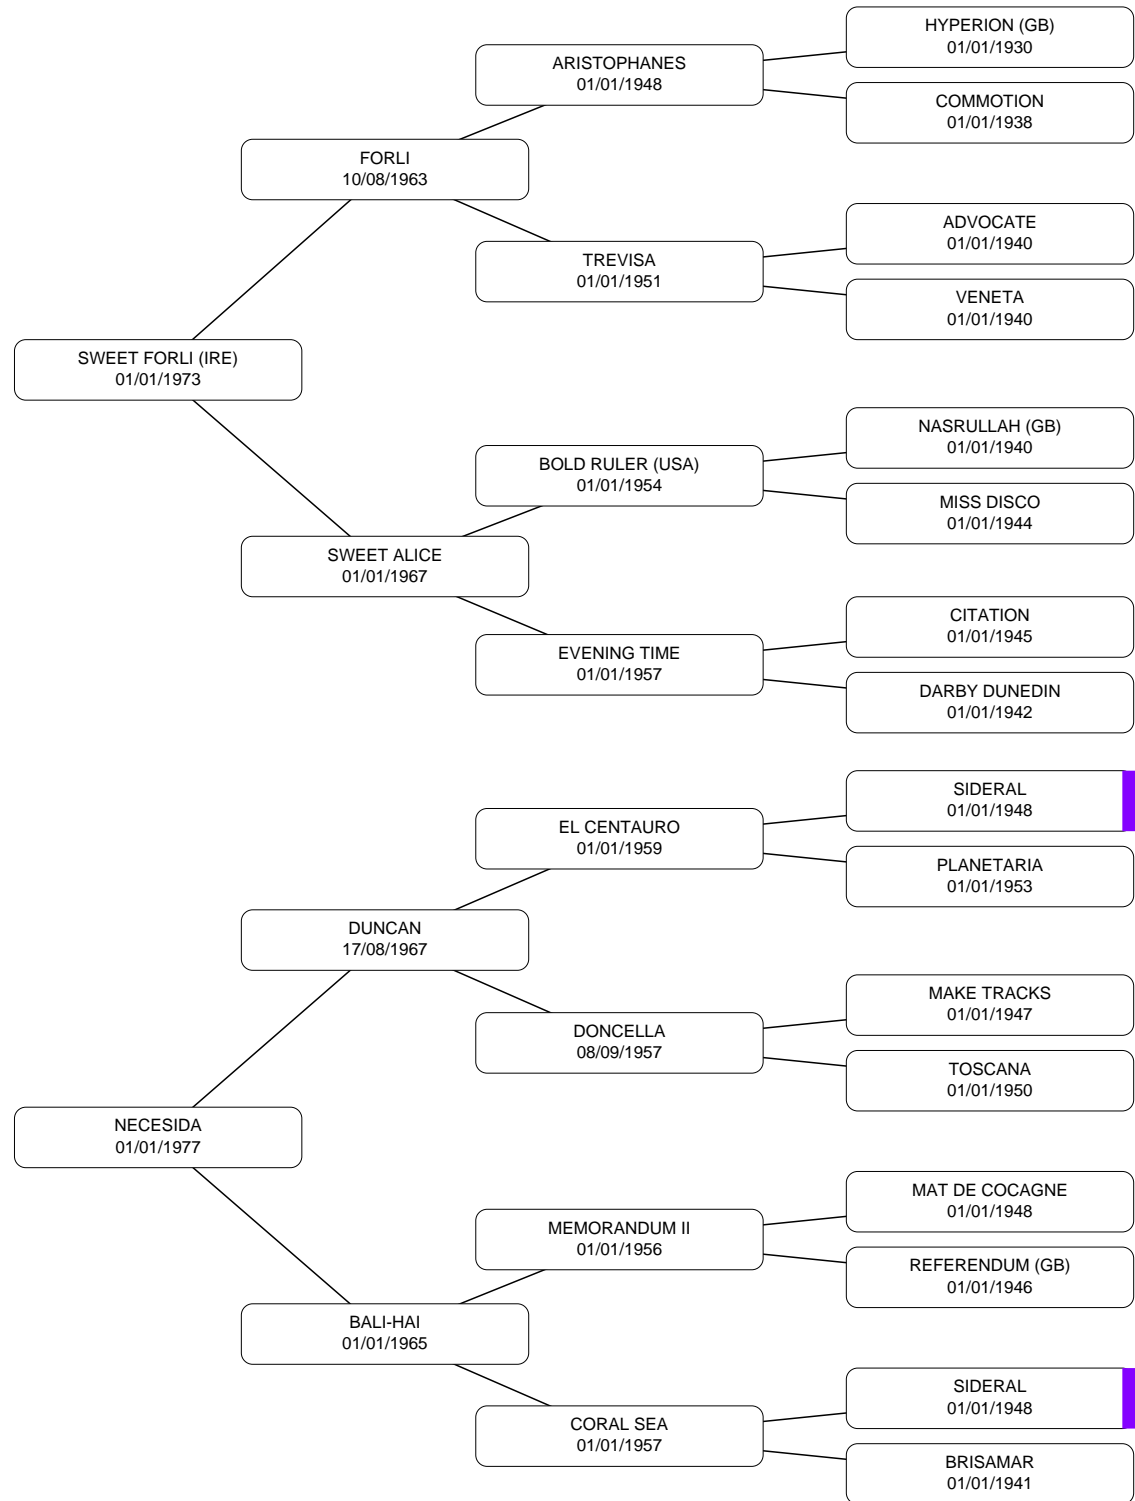 HYPERION (GB)
01/01/1930
ARISTOPHANES
01/01/1948
COMMOTION
01/01/1938
FORLI
10/08/1963
ADVOCATE
01/01/1940
TREVISA
01/01/1951
VENETA
01/01/1940
SWEET FORLI (IRE)
01/01/1973
NASRULLAH (GB)
01/01/1940
BOLD RULER (USA)
01/01/1954
MISS DISCO
01/01/1944
SWEET ALICE
01/01/1967
CITATION
01/01/1945
EVENING TIME
01/01/1957
DARBY DUNEDIN
01/01/1942
SIDERAL
01/01/1948
EL CENTAURO
01/01/1959
PLANETARIA
01/01/1953
DUNCAN
17/08/1967
MAKE TRACKS
01/01/1947
DONCELLA
08/09/1957
TOSCANA
01/01/1950
NECESIDA
01/01/1977
MAT DE COCAGNE
01/01/1948
MEMORANDUM II
01/01/1956
REFERENDUM (GB)
01/01/1946
BALI-HAI
01/01/1965
SIDERAL
01/01/1948
CORAL SEA
01/01/1957
BRISAMAR
01/01/1941